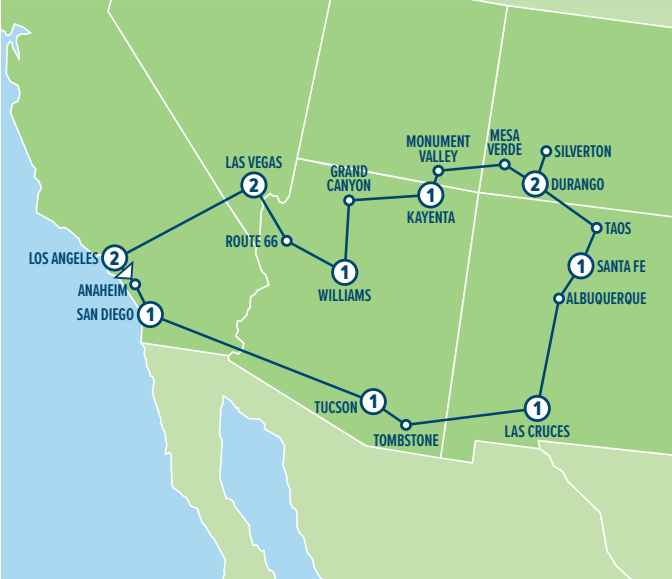 MONUMENT
VALLEY
MESA
VERDE
SILVERTON
LAS VEGAS
GRAND
CANYON
2
2
DURANGO
1
KAYENTA
TAOS
ROUTE 66
LOS ANGELES
2
1
SANTA FE
1
WILLIAMS
ANAHEIM
ALBUQUERQUE
SAN DIEGO
1
TUCSON
1
1
TOMBSTONE
LAS CRUCES